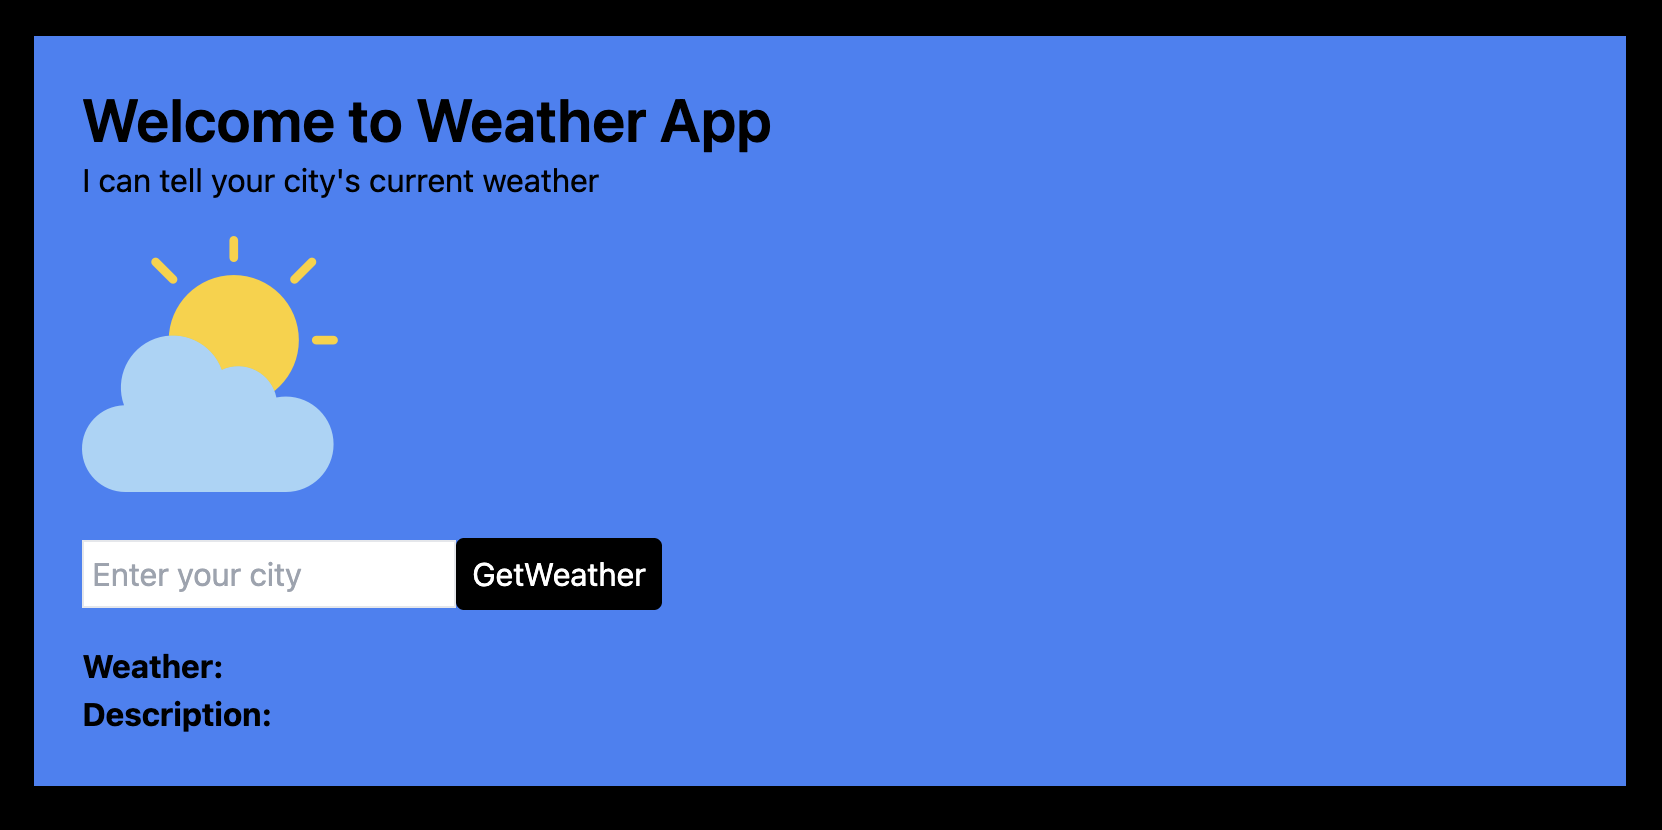 Welcome to Weather App
I can tell your city's current weather
Enter your city
GetWeather
Weather:
Description: